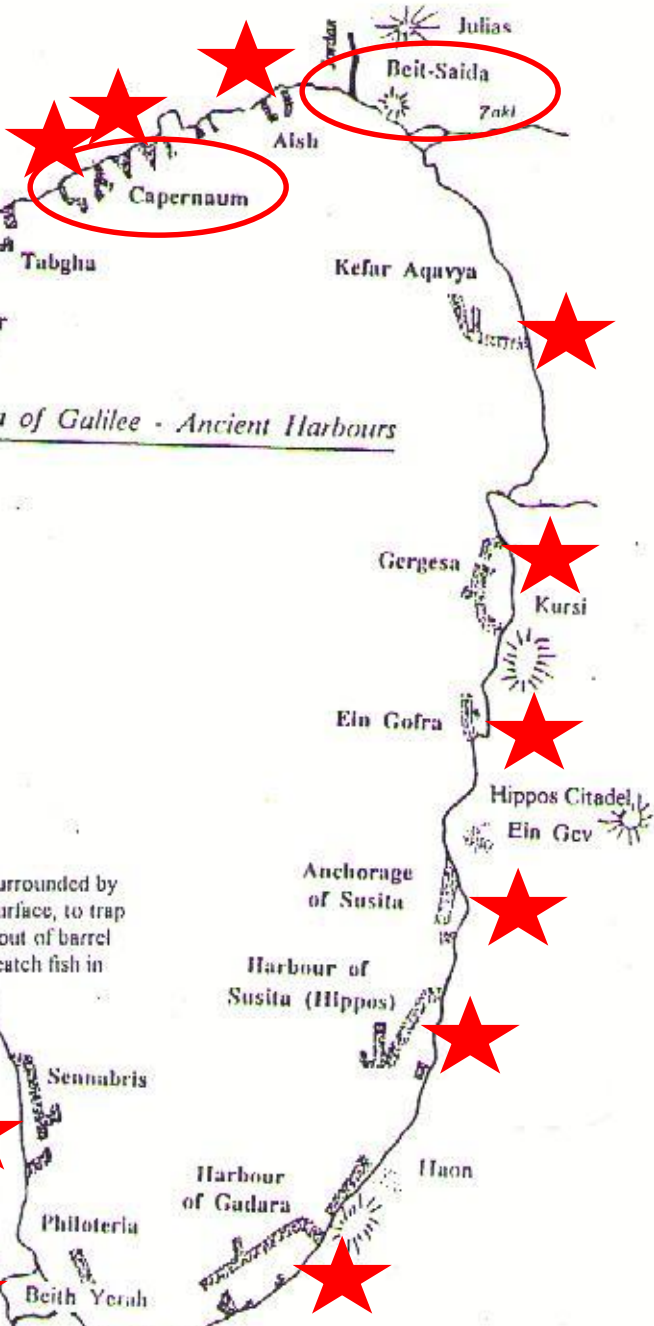 Julias
Jordan
Beit-Saida
Zaki
Aish
Capernaum
Tabgha
Kefar Aqavya
of Galilee - Ancient Harbours
Gergesa
Kursi
Ein Gofra
Hippos Citadel
Ein Gev
Anchorage
of Susita
urrounded by
urface, to trap
out of barrel
catch fish in
Harbour of
Susita (Hippos)
Sennabris
Haon
Harbour
of Gadara
Philoteria
Beith Yerah